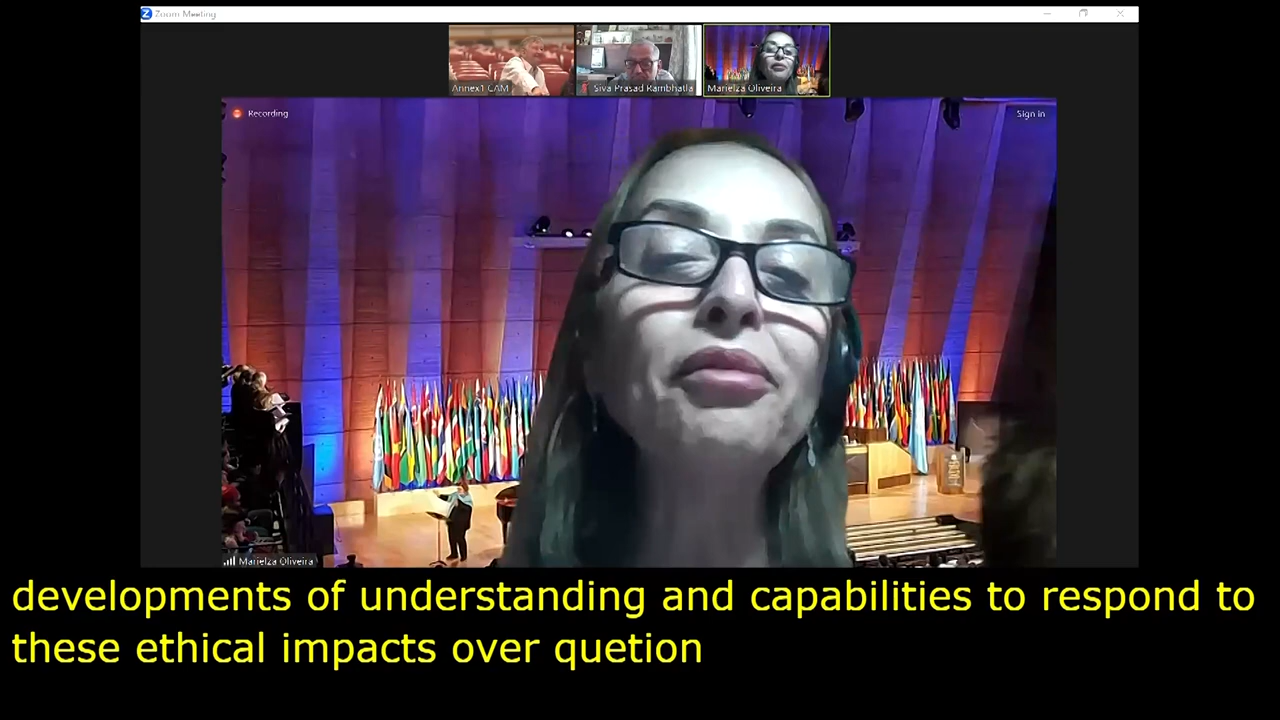 Zoom Meeting
Annex1 CAM
Siva Prasad Rambhatla
Marielza Oliveira
Recording
Sign in
Marielza Oliveira
developments of understanding and capabilities to respond to
these ethical impacts over quetion